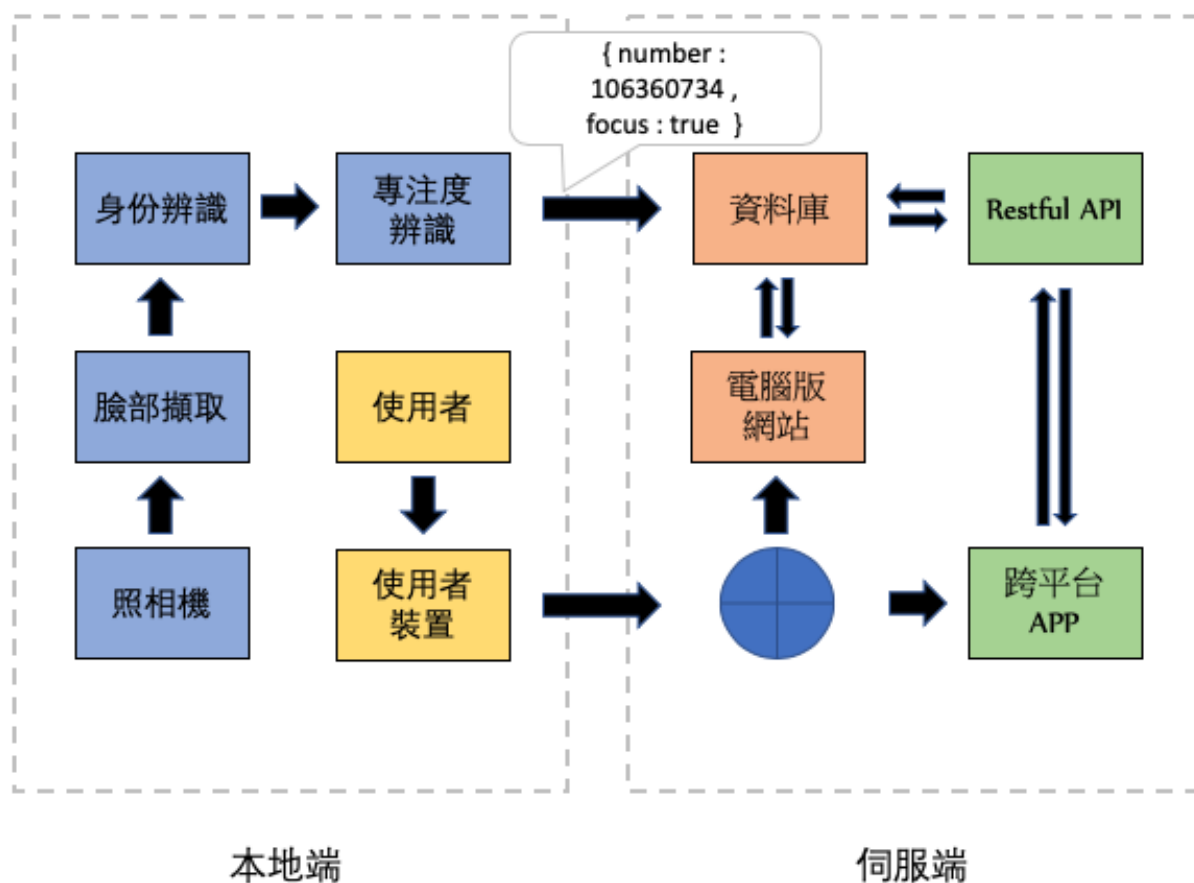 { number :
106360734 ,
focus : true }
身份辨識
專注度
辨識
資料庫
Restful API
臉部擷取
使用者
電腦版
網站
照相機
使用者
裝置
跨平台
APP
本地端
伺服端